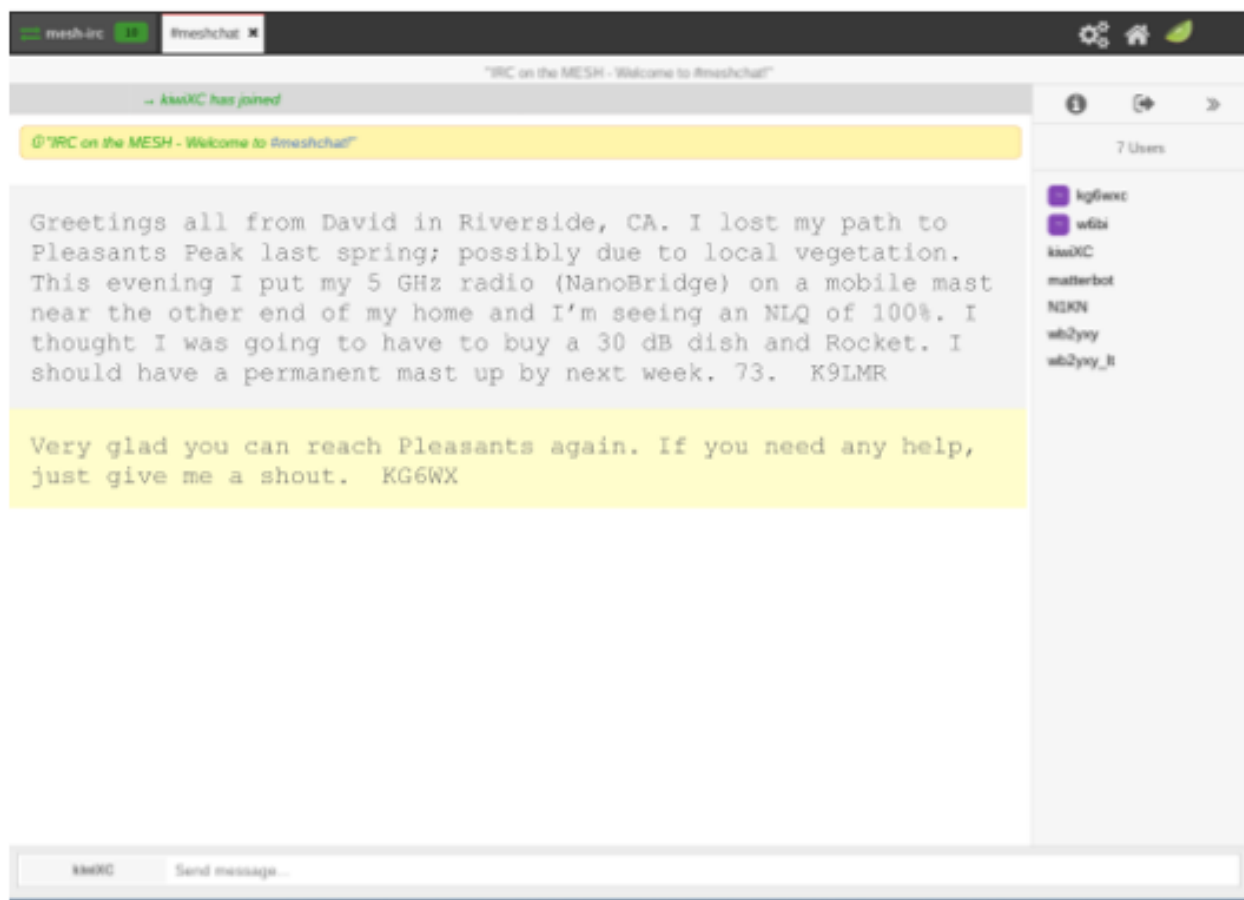 mesh-irc 10 #meshchat
"IRC on the MESH - Welcome to #meshchat!"
→ kiwiXC has joined
"IRC on the MESH - Welcome to #meshchat!"
7 Users
kg6wxc
w6bi
kiwiXC
matterbot
N1KN
wb2yxy
wb2yxy_lt
Greetings all from David in Riverside, CA. I lost my path to
Pleasants Peak last spring; possibly due to local vegetation.
This evening I put my 5 GHz radio (NanoBridge) on a mobile mast
near the other end of my home and I'm seeing an NLQ of 100%. I
thought I was going to have to buy a 30 dB dish and Rocket. I
should have a permanent mast up by next week. 73.  K9LMR
Very glad you can reach Pleasants again. If you need any help,
just give me a shout.  KG6WX
kiwiXC Send message...